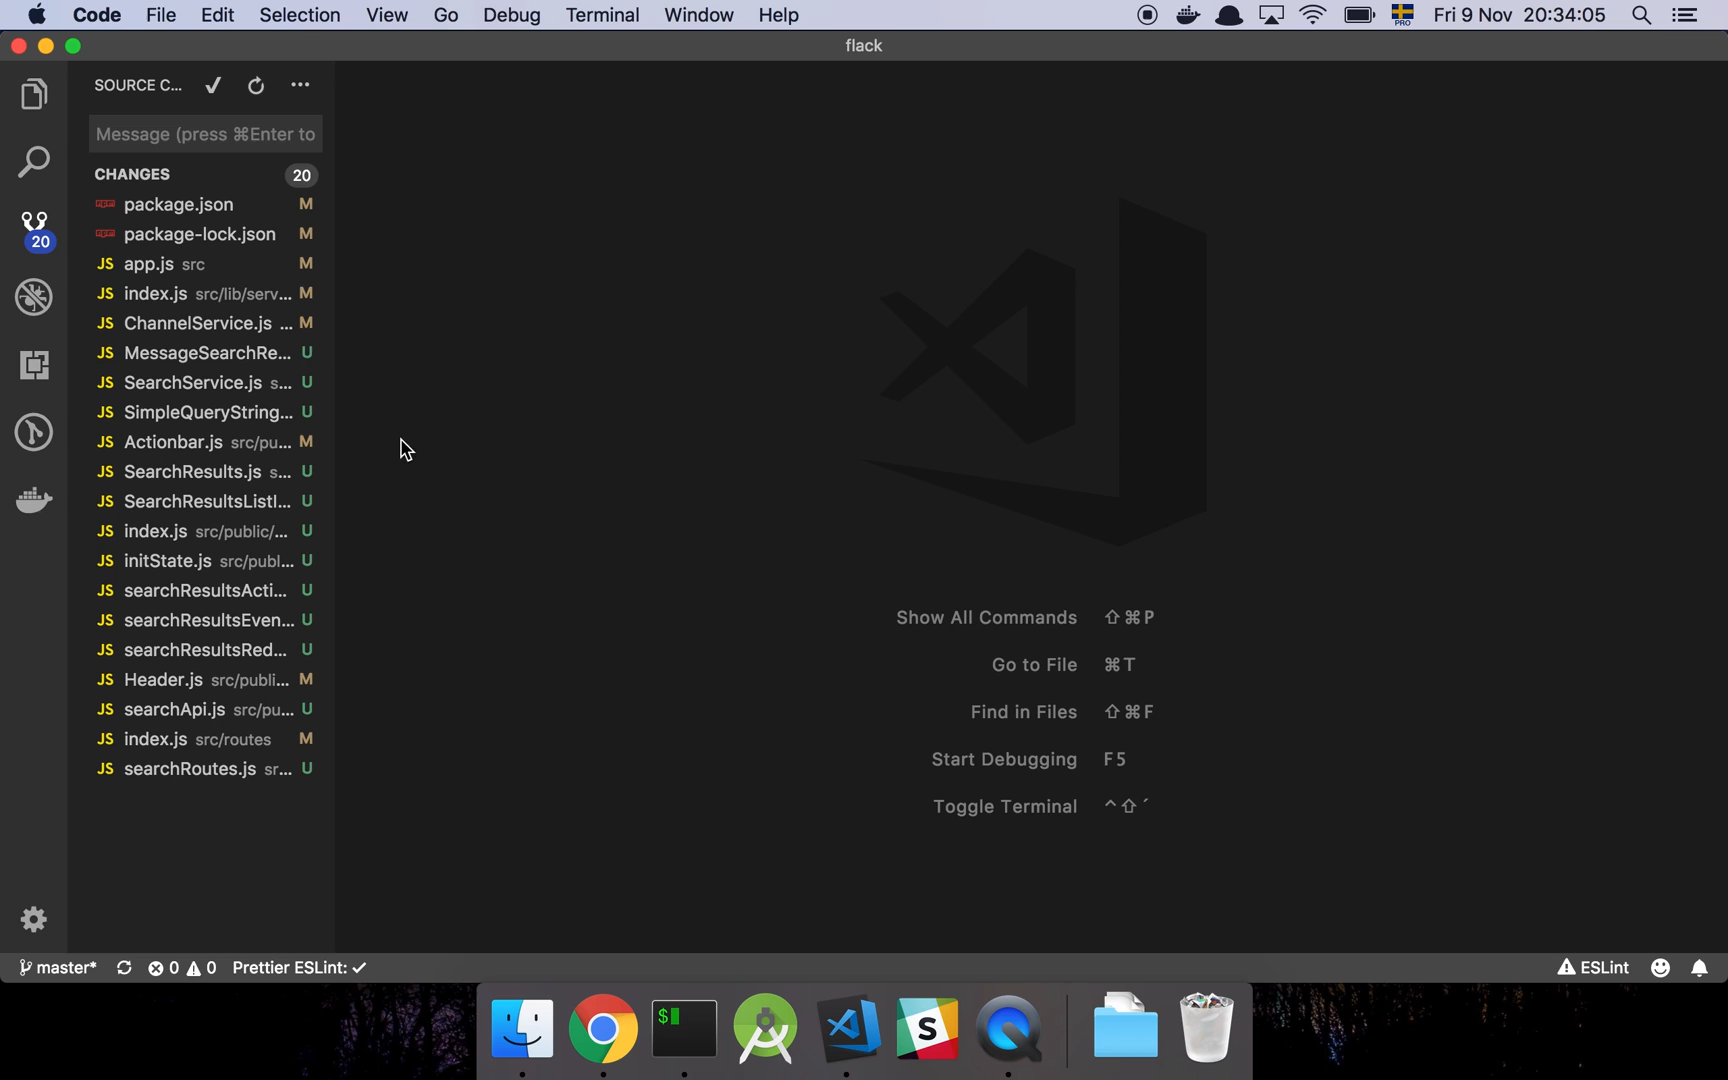 Code File Edit Selection View Go Debug Terminal Window Help PRO Fri 9 Nov 20:34:05
flack
SOURCE C... ✓ ···
Message (press ⌘Enter to
CHANGES 20
package.json M
package-lock.json M
JS app.js src M
JS index.js src/lib/serv... M
JS ChannelService.js ... M
JS MessageSearchRe... U
JS SearchService.js s... U
JS SimpleQueryString... U
JS Actionbar.js src/pu... M
JS SearchResults.js s... U
JS SearchResultsListI... U
JS index.js src/public/... U
JS initState.js src/publ... U
JS searchResultsActi... U
JS searchResultsEven... U
JS searchResultsRed... U
JS Header.js src/publi... M
JS searchApi.js src/pu... U
JS index.js src/routes M
JS searchRoutes.js sr... U
20
Show All Commands ⇧⌘P
Go to File ⌘T
Find in Files ⇧⌘F
Start Debugging F5
Toggle Terminal ^⇧´
master* 0 0 Prettier ESLint: ✓ ESLint
$
S